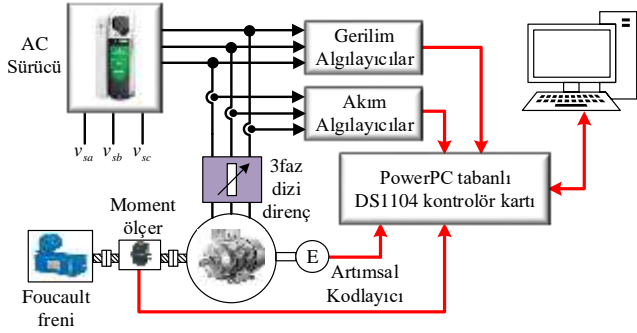 AC
Sürücü
Gerilim
Algılayıcılar
Akım
Algılayıcılar
v_sa v_sb v_sc
3faz
dizi
direnç
PowerPC tabanlı
DS1104 kontrolör kartı
Moment
ölçer
E
Artımsal
Kodlayıcı
Foucault
freni